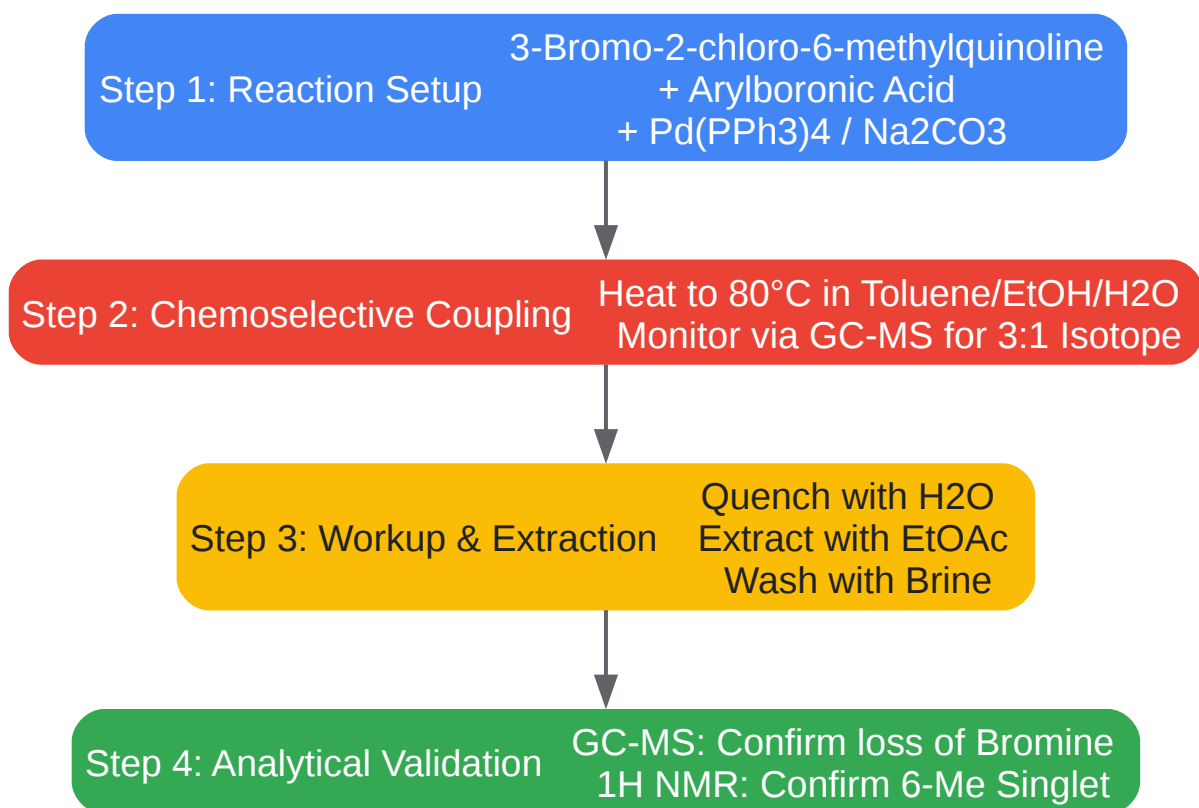 Step 1: Reaction Setup
3-Bromo-2-chloro-6-methylquinoline
+ Arylboronic Acid
+ Pd(PPh3)4 / Na2CO3
Step 2: Chemoselective Coupling
Heat to 80°C in Toluene/EtOH/H2O
Monitor via GC-MS for 3:1 Isotope
Step 3: Workup & Extraction
Quench with H2O
Extract with EtOAc
Wash with Brine
Step 4: Analytical Validation
GC-MS: Confirm loss of Bromine
1H NMR: Confirm 6-Me Singlet